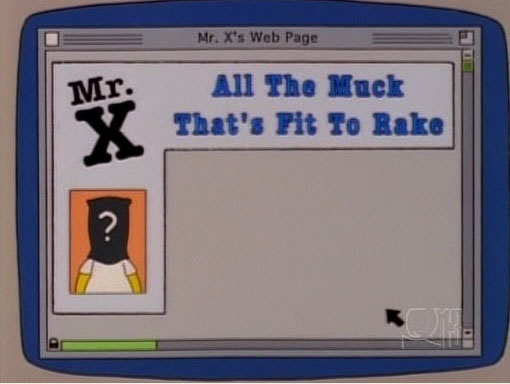 Mr. X's Web Page
Mr.
X
All The Muck
That's Fit To Rake
?